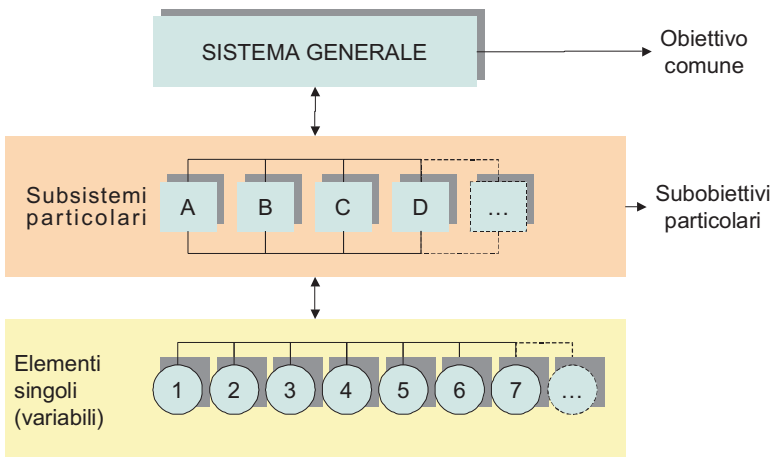 SISTEMA GENERALE
Obiettivo
comune
Subsistemi
particolari
A B C D ...
Subobiettivi
particolari
Elementi
singoli
(variabili)
1 2 3 4 5 6 7 ...